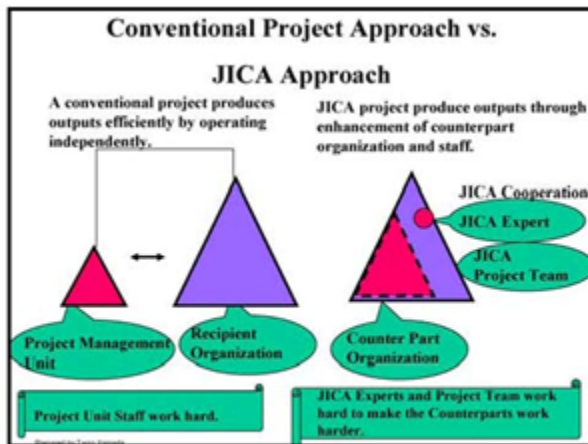 Conventional Project Approach vs.
JICA Approach
A conventional project produces
outputs efficiently by operating
independently.
JICA project produce outputs through
enhancement of counterpart
organization and staff.
JICA Cooperation
JICA Expert
JICA
Project Team
Project Management
Unit
Recipient
Organization
Counter Part
Organization
Project Unit Staff work hard.
JICA Experts and Project Team work
hard to make the Counterparts work
harder.